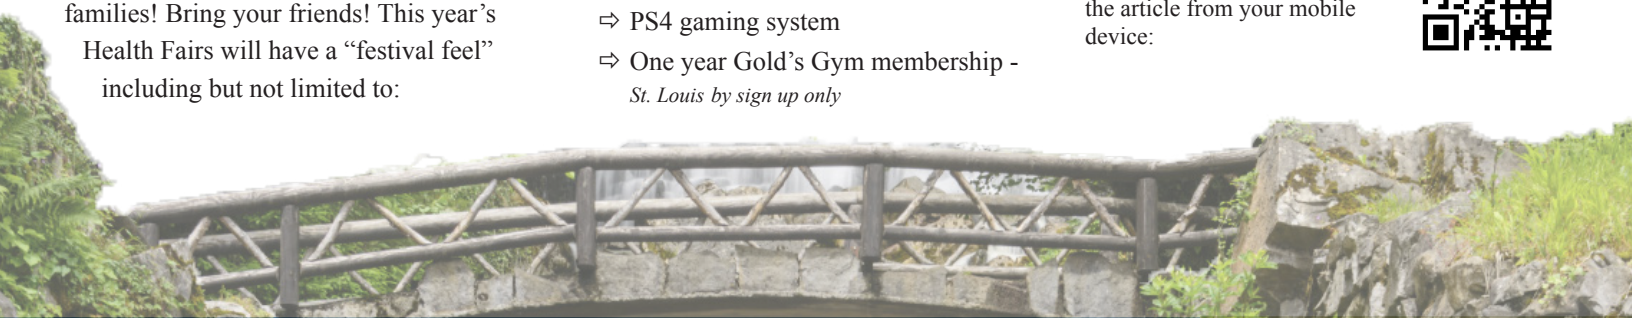 families! Bring your friends! This year’s
Health Fairs will have a “festival feel”
including but not limited to:
⇨ PS4 gaming system
⇨ One year Gold’s Gym membership -
St. Louis by sign up only
the article from your mobile
device: